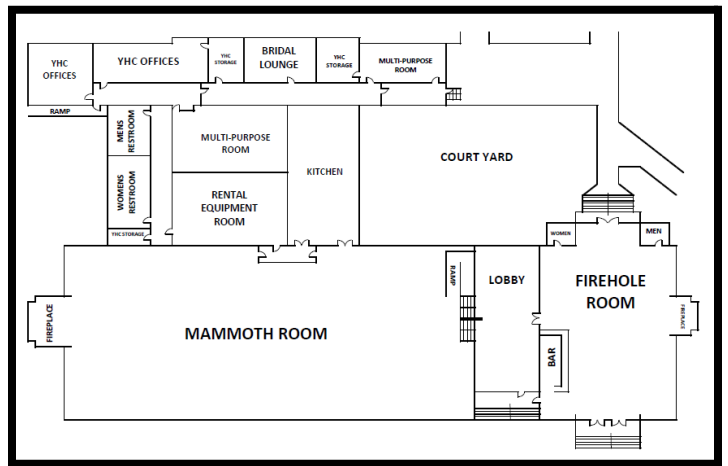 YHC
OFFICES
YHC OFFICES
YHC
STORAGE
BRIDAL
LOUNGE
YHC
STORAGE
MULTI-PURPOSE
ROOM
RAMP
MENS
RESTROOM
MULTI-PURPOSE
ROOM
KITCHEN
COURT YARD
WOMENS
RESTROOM
RENTAL
EQUIPMENT
ROOM
YHC STORAGE
WOMEN
MEN
RAMP
LOBBY
FIREHOLE
ROOM
FIREPLACE
MAMMOTH ROOM
FIREPLACE
BAR